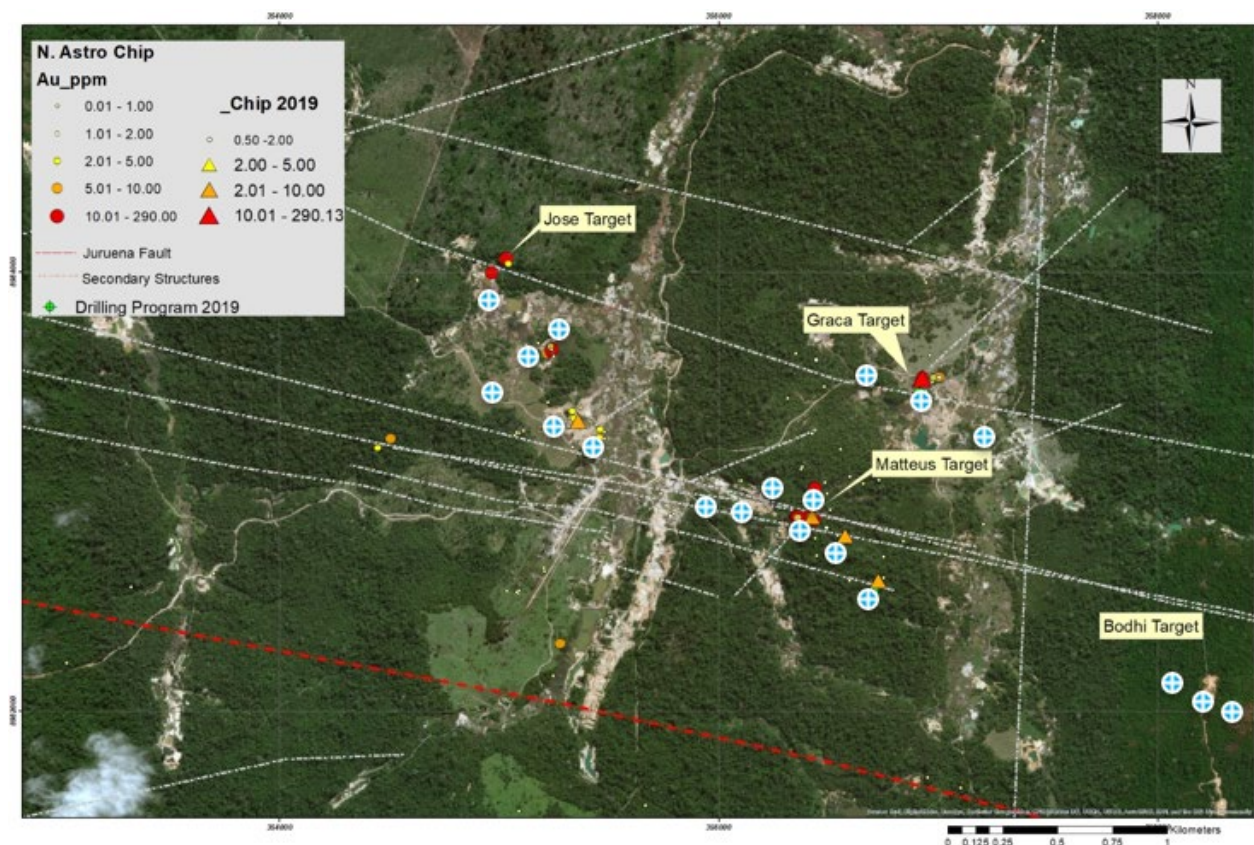 N. Astro Chip
Au_ppm
0.01 - 1.00
1.01 - 2.00
2.01 - 5.00
5.01 - 10.00
10.01 - 290.00
_Chip 2019
0.50 -2.00
2.00 - 5.00
2.01 - 10.00
10.01 - 290.13
Juruena Fault
Secondary Structures
Drilling Program 2019
N
Jose Target
Graca Target
Matteus Target
Bodhi Target
0 0.125 0.25 0.5 0.75 1
Kilometers